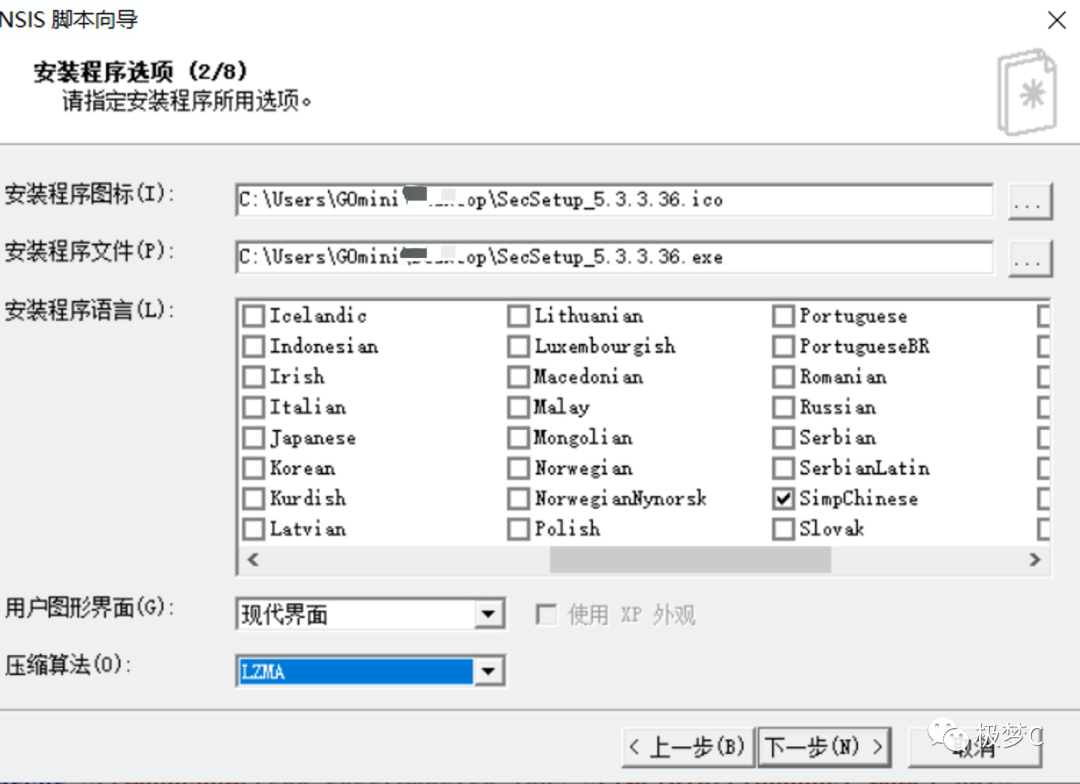 NSIS 脚本向导
安装程序选项 (2/8)
请指定安装程序所用选项。
安装程序图标(I):
C:\Users\GOmini op\SecSetup_5.3.3.36.ico
...
安装程序文件(P):
C:\Users\GOmini op\SecSetup_5.3.3.36.exe
...
安装程序语言(L):
Icelandic Lithuanian Portuguese
Indonesian Luxembourgish PortugueseBR
Irish Macedonian Romanian
Italian Malay Russian
Japanese Mongolian Serbian
Korean Norwegian SerbianLatin
Kurdish NorwegianNynorsk SimpChinese
Latvian Polish Slovak
用户图形界面(G):
现代界面
使用 XP 外观
压缩算法(O):
LZMA
< 上一步(B) 下一步(N) > 取消
极梦C